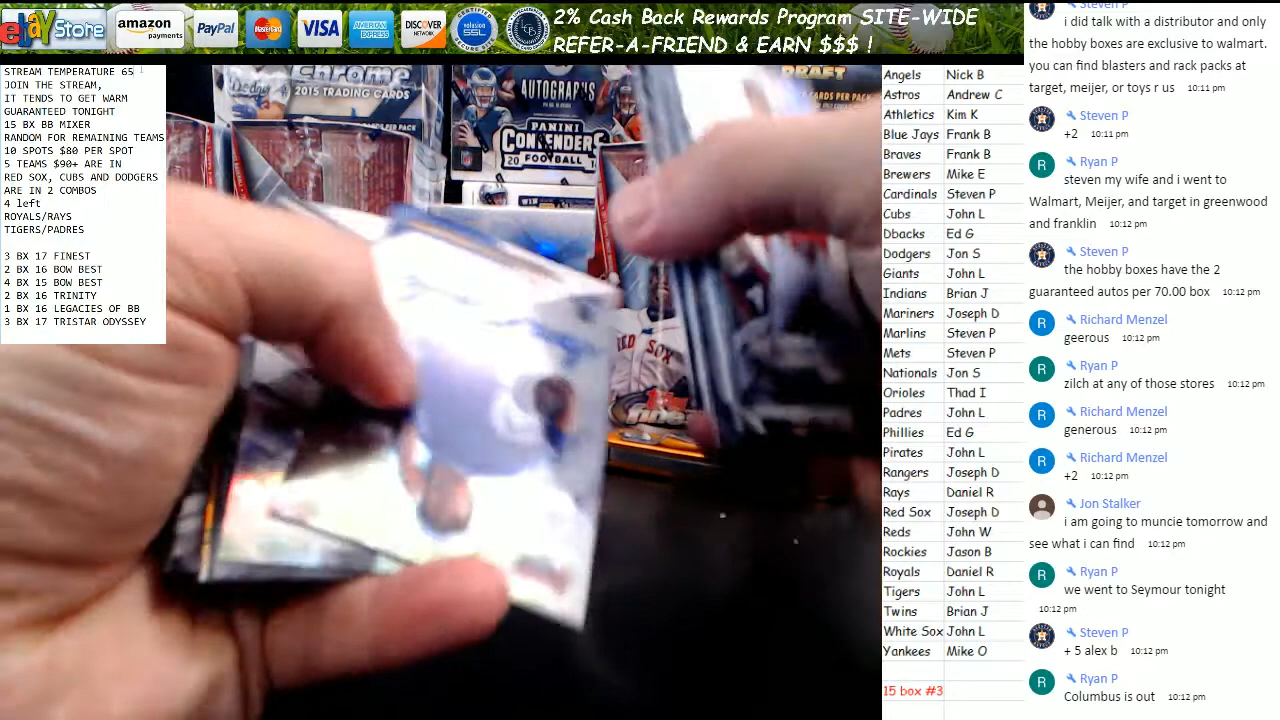 ebay Store
amazon payments
PayPal
MasterCard
VISA
AMERICAN EXPRESS
DISCOVER NETWORK
2% Cash Back Rewards Program SITE-WIDE
REFER-A-FRIEND & EARN $$$ !
STREAM TEMPERATURE 65
JOIN THE STREAM,
IT TENDS TO GET WARM
GUARANTEED TONIGHT
15 BX BB MIXER
RANDOM FOR REMAINING TEAMS
10 SPOTS $80 PER SPOT
5 TEAMS $90+ ARE IN
RED SOX, CUBS AND DODGERS
ARE IN 2 COMBOS
4 left
ROYALS/RAYS
TIGERS/PADRES
3 BX 17 FINEST
2 BX 16 BOW BEST
4 BX 15 BOW BEST
2 BX 16 TRINITY
1 BX 16 LEGACIES OF BB
3 BX 17 TRISTAR ODYSSEY
Chrome
2015 TRADING CARDS
AUTOGRAPHS
PANINI
CONTENDERS
20 FOOTBALL
DRAFT
CARDS PER PACK
RED SOX
finest
Angels Nick B
Astros Andrew C
Athletics Kim K
Blue Jays Frank B
Braves Frank B
Brewers Mike E
Cardinals Steven P
Cubs John L
Dbacks Ed G
Dodgers Jon S
Giants John L
Indians Brian J
Mariners Joseph D
Marlins Steven P
Mets Steven P
Nationals Jon S
Orioles Thad I
Padres John L
Phillies Ed G
Pirates John L
Rangers Joseph D
Rays Daniel R
Red Sox Joseph D
Reds John W
Rockies Jason B
Royals Daniel R
Tigers John L
Twins Brian J
White Sox John L
Yankees Mike O
15 box #3
Steven P
i did talk with a distributor and only
the hobby boxes are exclusive to walmart.
you can find blasters and rack packs at
target, meijer, or toys r us 10:11 pm
Steven P
+2 10:11 pm
Ryan P
steven my wife and i went to
Walmart, Meijer, and target in greenwood
and franklin 10:12 pm
Steven P
the hobby boxes have the 2
guaranteed autos per 70.00 box 10:12 pm
Richard Menzel
geerous 10:12 pm
Ryan P
zilch at any of those stores 10:12 pm
Richard Menzel
generous 10:12 pm
Richard Menzel
+2 10:12 pm
Jon Stalker
i am going to muncie tomorrow and
see what i can find 10:12 pm
Ryan P
we went to Seymour tonight
10:12 pm
Steven P
+ 5 alex b 10:12 pm
Ryan P
Columbus is out 10:12 pm